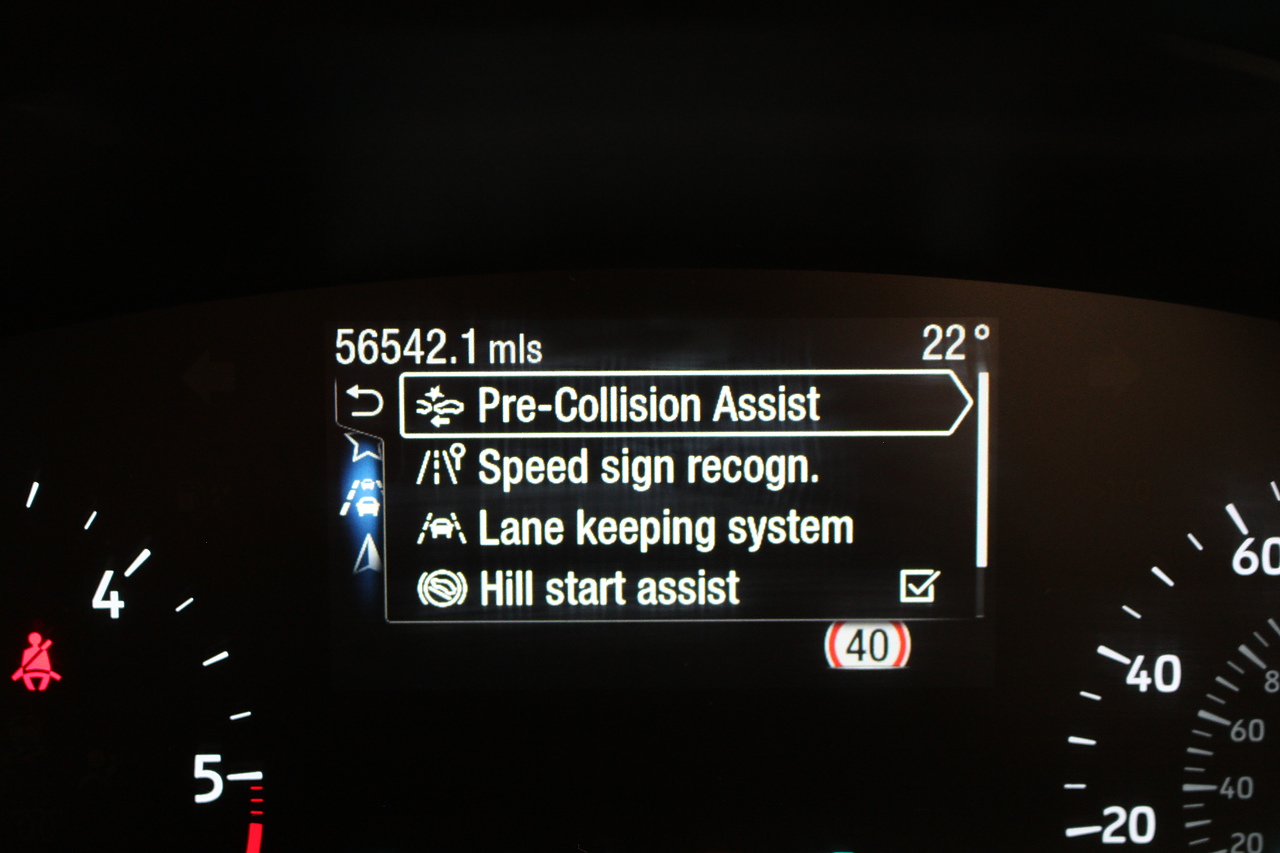 56542.1 mls
22°
Pre-Collision Assist
Speed sign recogn.
Lane keeping system
Hill start assist
40
4
5
60
40
20
8
60
40
20